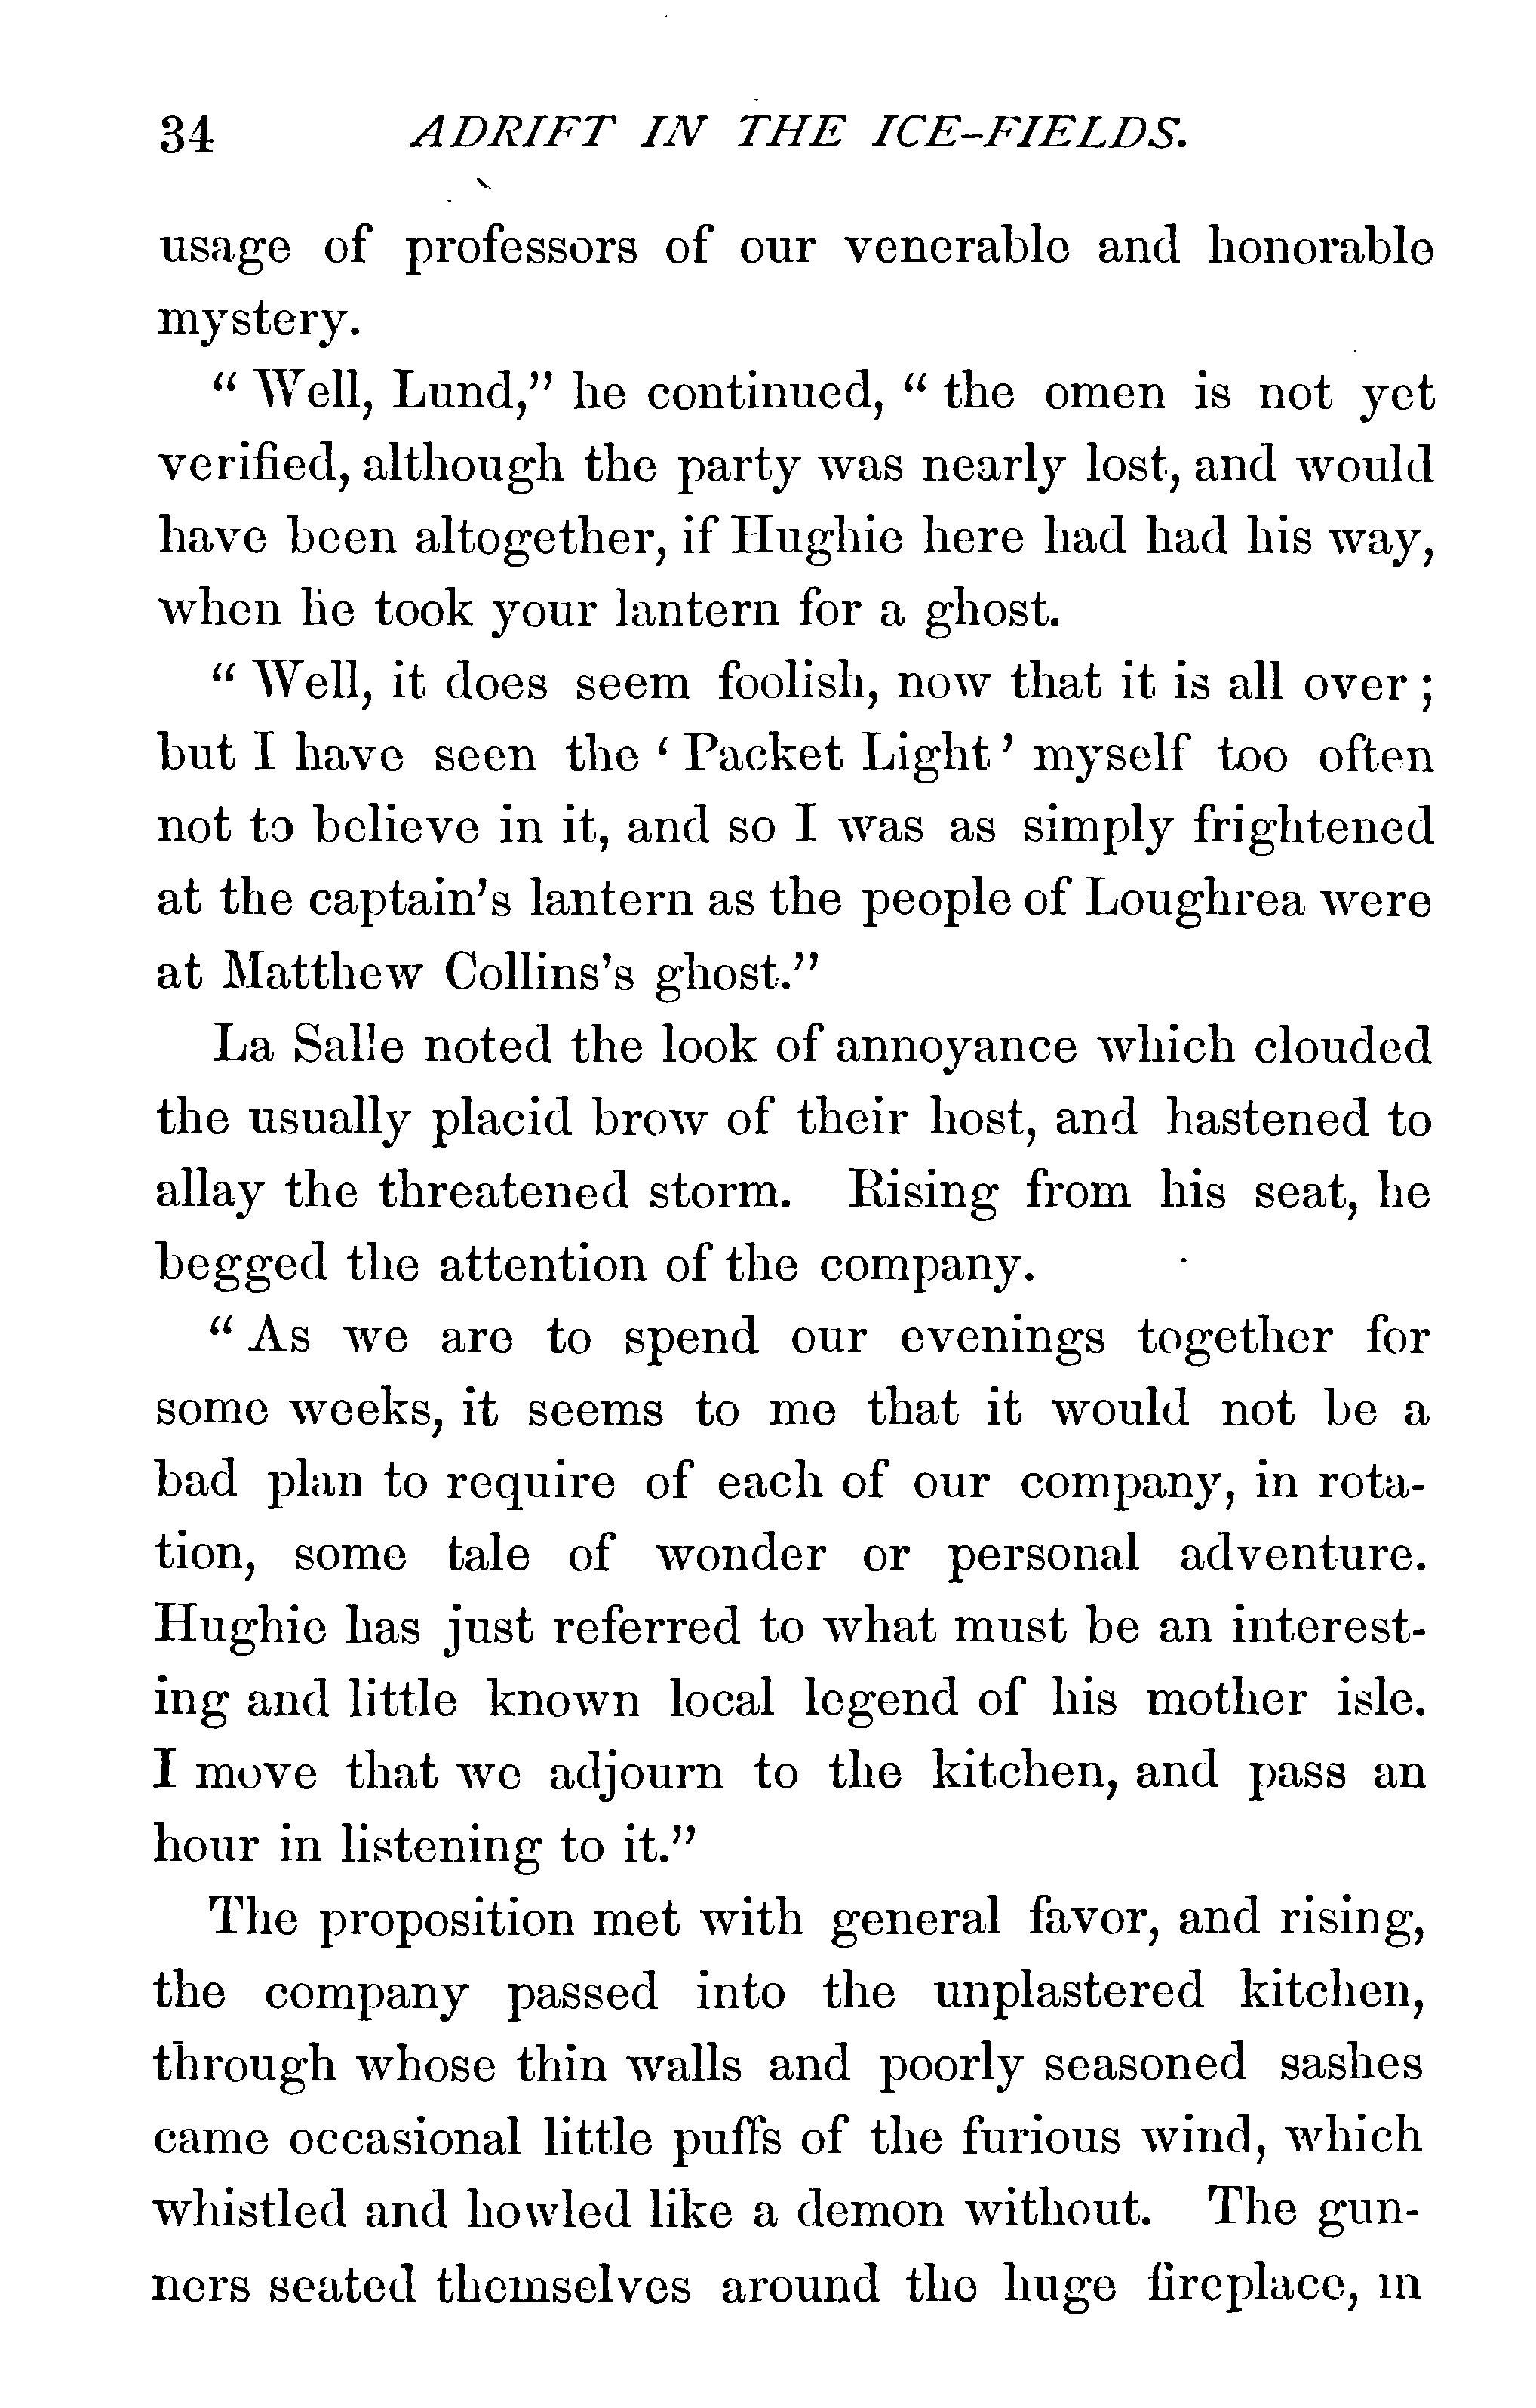 34 ADRIFT IN THE ICE-FIELDS.
usage of professors of our venerable and honorable
mystery.
" Well, Lund," he continued, " the omen is not yet
verified, although the party was nearly lost, and would
have been altogether, if Hughie here had had his way,
when he took your lantern for a ghost.
" Well, it does seem foolish, now that it is all over ;
but I have seen the ' Packet Light ' myself too often
not to believe in it, and so I was as simply frightened
at the captain's lantern as the people of Loughrea were
at Matthew Collins's ghost."
La Salle noted the look of annoyance which clouded
the usually placid brow of their host, and hastened to
allay the threatened storm. Rising from his seat, he
begged the attention of the company.
" As we are to spend our evenings together for
some weeks, it seems to me that it would not be a
bad plan to require of each of our company, in rota-
tion, some tale of wonder or personal adventure.
Hughie has just referred to what must be an interest-
ing and little known local legend of his mother isle.
I move that we adjourn to the kitchen, and pass an
hour in listening to it."
The proposition met with general favor, and rising,
the company passed into the unplastered kitchen,
through whose thin walls and poorly seasoned sashes
came occasional little puffs of the furious wind, which
whistled and howled like a demon without. The gun-
ners seated themselves around the huge fireplace, in